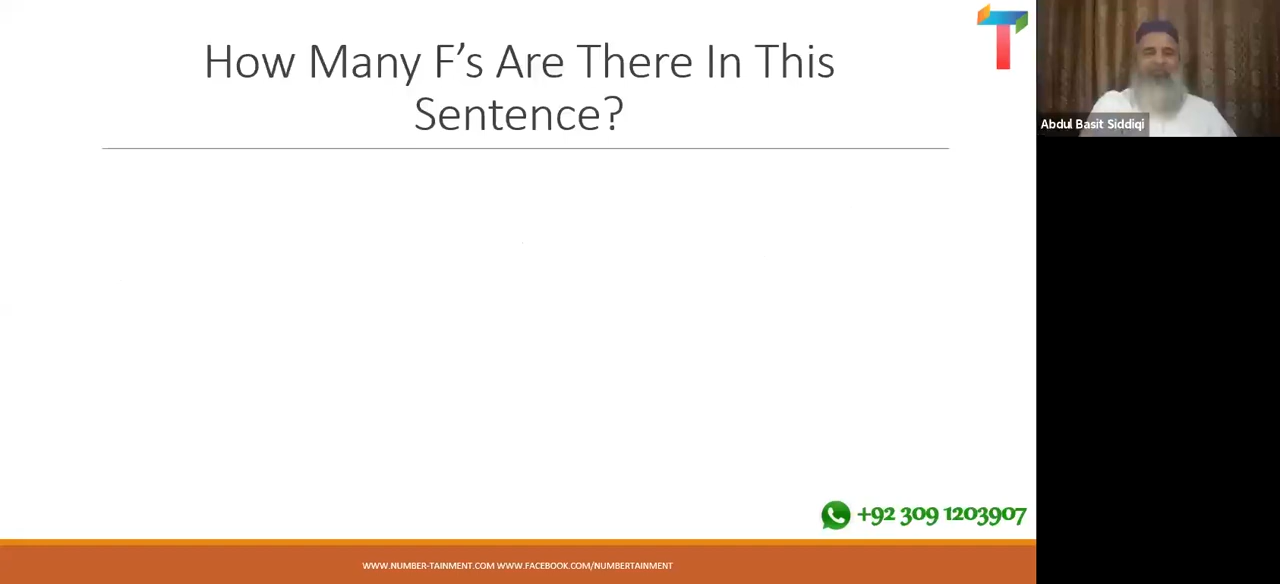 How Many F’s Are There In This
Sentence?
Abdul Basit Siddiqi
+92 309 1203907
WWW.NUMBER-TAINMENT.COM WWW.FACEBOOK.COM/NUMBERTAINMENT